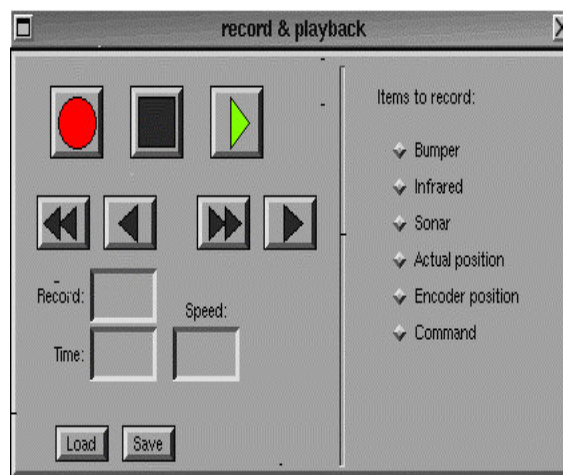 record & playback
Items to record:
Bumper
Infrared
Sonar
Actual position
Encoder position
Command
Record:
Speed:
Time:
Load Save